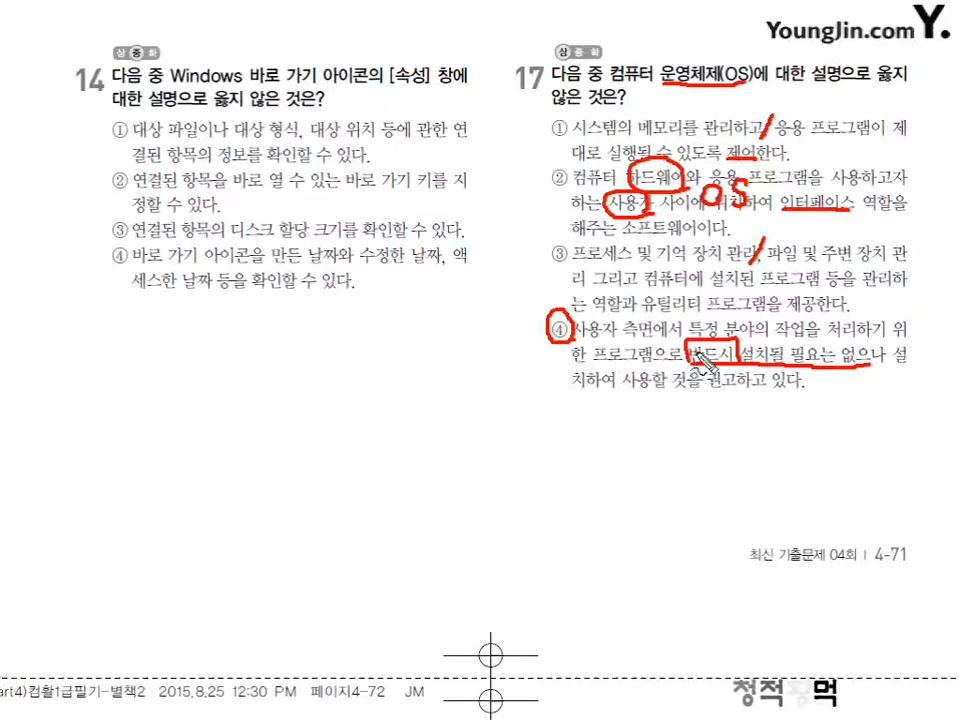 YoungJin.com Y.
상 중 하
14 다음 중 Windows 바로 가기 아이콘의 [속성] 창에
대한 설명으로 옳지 않은 것은?
① 대상 파일이나 대상 형식, 대상 위치 등에 관한 연
결된 항목의 정보를 확인할 수 있다.
② 연결된 항목을 바로 열 수 있는 바로 가기 키를 지
정할 수 있다.
③ 연결된 항목의 디스크 할당 크기를 확인할 수 있다.
④ 바로 가기 아이콘을 만든 날짜와 수정한 날짜, 액
세스한 날짜 등을 확인할 수 있다.
상 중 하
17 다음 중 컴퓨터 운영체제(OS)에 대한 설명으로 옳지
않은 것은?
① 시스템의 메모리를 관리하고 응용 프로그램이 제
대로 실행될 수 있도록 제어한다.
② 컴퓨터 하드웨어와 응용 프로그램을 사용하고자
하는 사용자 사이에 위치하여 인터페이스 역할을
해주는 소프트웨어이다.
OS
③ 프로세스 및 기억 장치 관리, 파일 및 주변 장치 관
리 그리고 컴퓨터에 설치된 프로그램 등을 관리하
는 역할과 유틸리티 프로그램을 제공한다.
④ 사용자 측면에서 특정 분야의 작업을 처리하기 위
한 프로그램으로 반드시 설치될 필요는 없으나 설
치하여 사용할 것을 권고하고 있다.
최신 기출문제 04회 | 4-71
art4)컴활1급필기-별책2 2015.8.25 12:30 PM 페이지4-72 JM
청적황먹